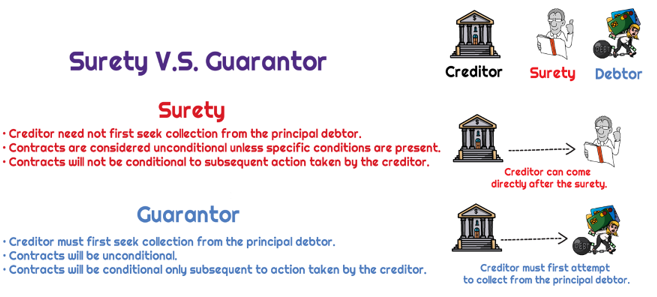 Surety V.S. Guarantor
Creditor
Surety
Debtor
Surety
• Creditor need not first seek collection from the principal debtor.
• Contracts are considered unconditional unless specific conditions are present.
• Contracts will not be conditional to subsequent action taken by the creditor.
Creditor can come
directly after the surety.
Guarantor
• Creditor must first seek collection from the principal debtor.
• Contracts will be unconditional.
• Contracts will be conditional only subsequent to action taken by the creditor.
Creditor must first attempt
to collect from the principal debtor.